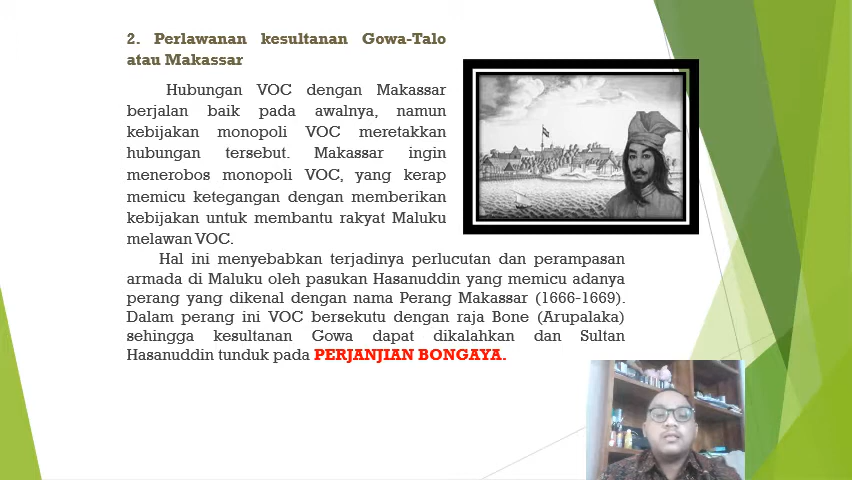 2. Perlawanan kesultanan Gowa-Talo
atau Makassar
Hubungan VOC dengan Makassar
berjalan baik pada awalnya, namun
kebijakan monopoli VOC meretakkan
hubungan tersebut. Makassar ingin
menerobos monopoli VOC, yang kerap
memicu ketegangan dengan memberikan
kebijakan untuk membantu rakyat Maluku
melawan VOC.
Hal ini menyebabkan terjadinya perlucutan dan perampasan
armada di Maluku oleh pasukan Hasanuddin yang memicu adanya
perang yang dikenal dengan nama Perang Makassar (1666-1669).
Dalam perang ini VOC bersekutu dengan raja Bone (Arupalaka)
sehingga kesultanan Gowa dapat dikalahkan dan Sultan
Hasanuddin tunduk pada PERJANJIAN BONGAYA.